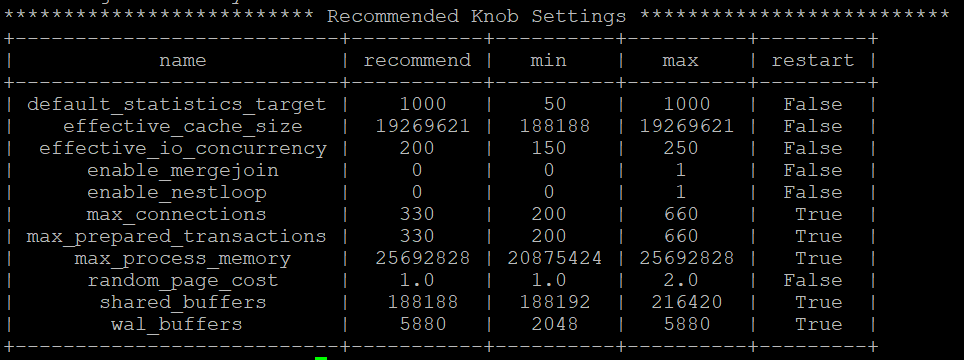 ************************** Recommended Knob Settings **************************
+---------------------------+-----------+----------+----------+---------+
| name | recommend | min | max | restart |
+---------------------------+-----------+----------+----------+---------+
| default_statistics_target | 1000 | 50 | 1000 | False |
| effective_cache_size | 19269621 | 188188 | 19269621 | False |
| effective_io_concurrency | 200 | 150 | 250 | False |
| enable_mergejoin | 0 | 0 | 1 | False |
| enable_nestloop | 0 | 0 | 1 | False |
| max_connections | 330 | 200 | 660 | True |
| max_prepared_transactions | 330 | 200 | 660 | True |
| max_process_memory | 25692828 | 20875424 | 25692828 | True |
| random_page_cost | 1.0 | 1.0 | 2.0 | False |
| shared_buffers | 188188 | 188192 | 216420 | True |
| wal_buffers | 5880 | 2048 | 5880 | True |
+---------------------------+-----------+----------+----------+---------+